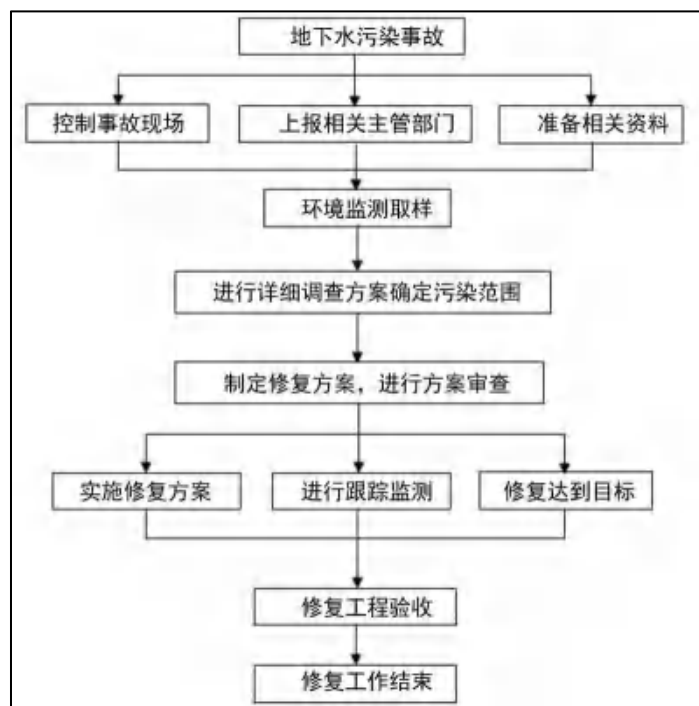 地下水污染事故
控制事故现场
上报相关主管部门
准备相关资料
环境监测取样
进行详细调查方案确定污染范围
制定修复方案，进行方案审查
实施修复方案
进行跟踪监测
修复达到目标
修复工程验收
修复工作结束